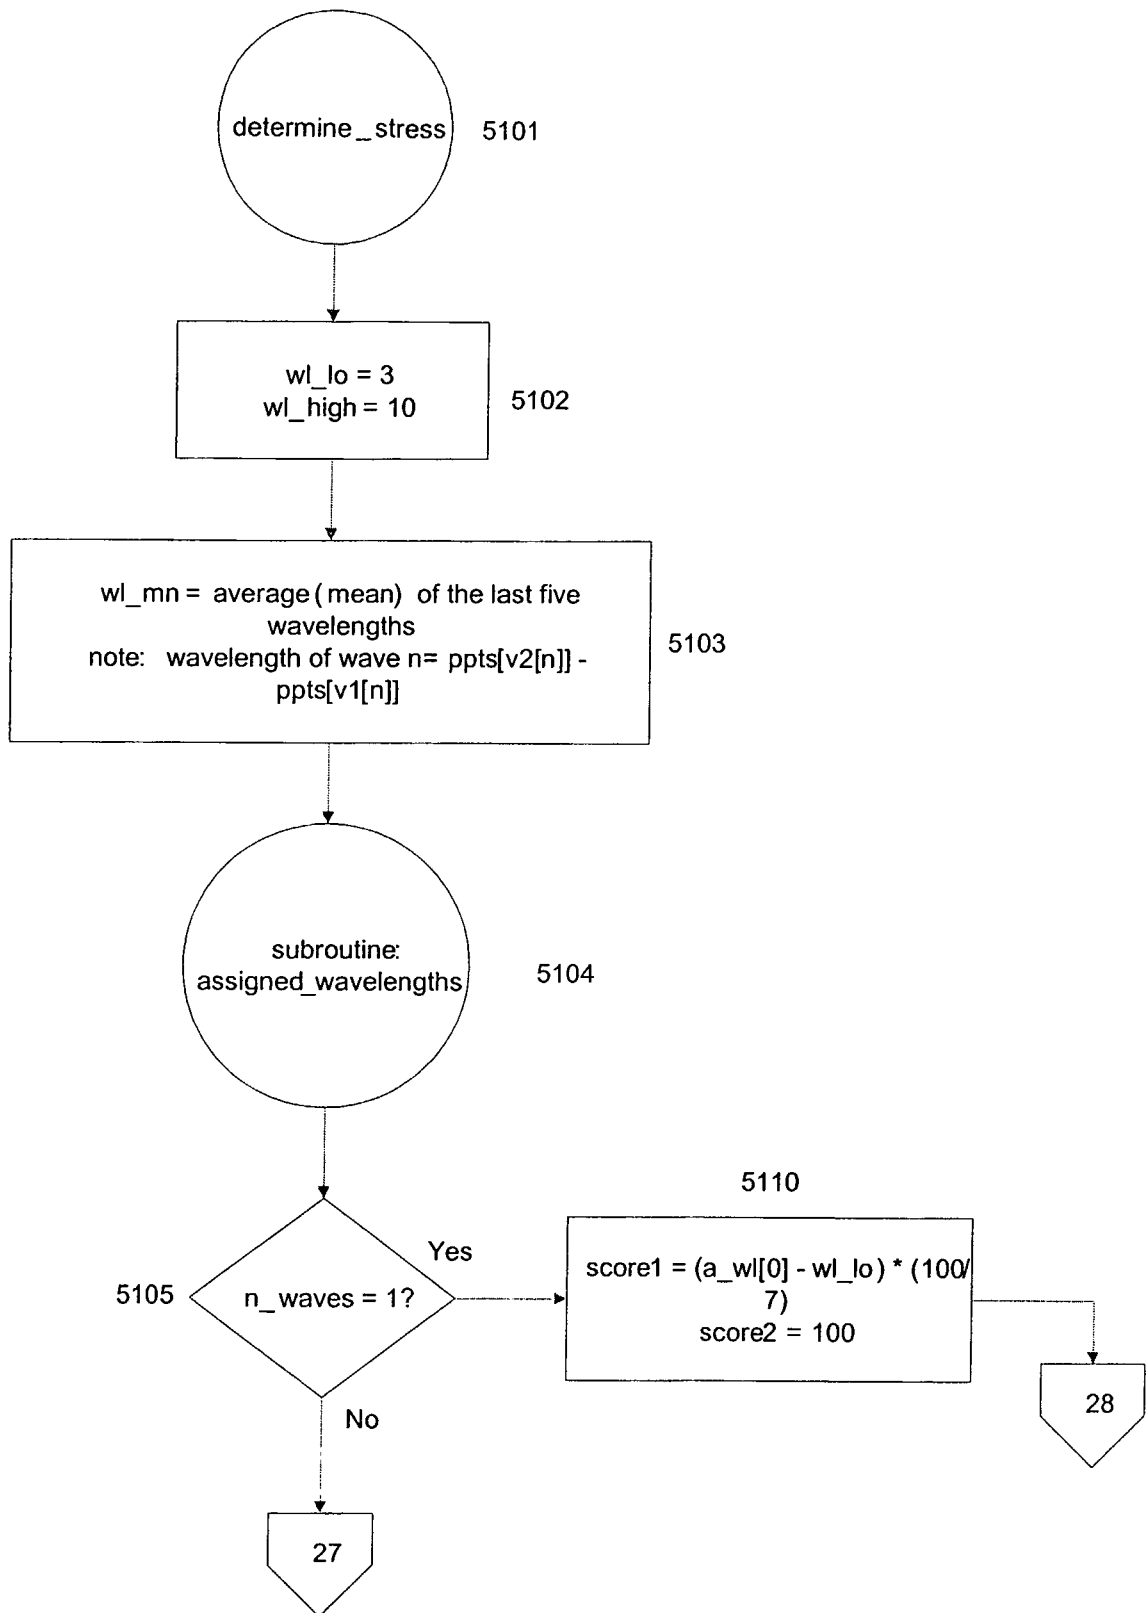 determine_stress
5101
wl_lo = 3
wl_high = 10
5102
wl_mn = average (mean) of the last five
wavelengths
note: wavelength of wave n= ppts[v2[n]] -
ppts[v1[n]]
5103
subroutine:
assigned_wavelengths
5104
5110
5105
n_waves = 1?
Yes
score1 = (a_wl[0] - wl_lo) * (100/
7)
score2 = 100
28
No
27